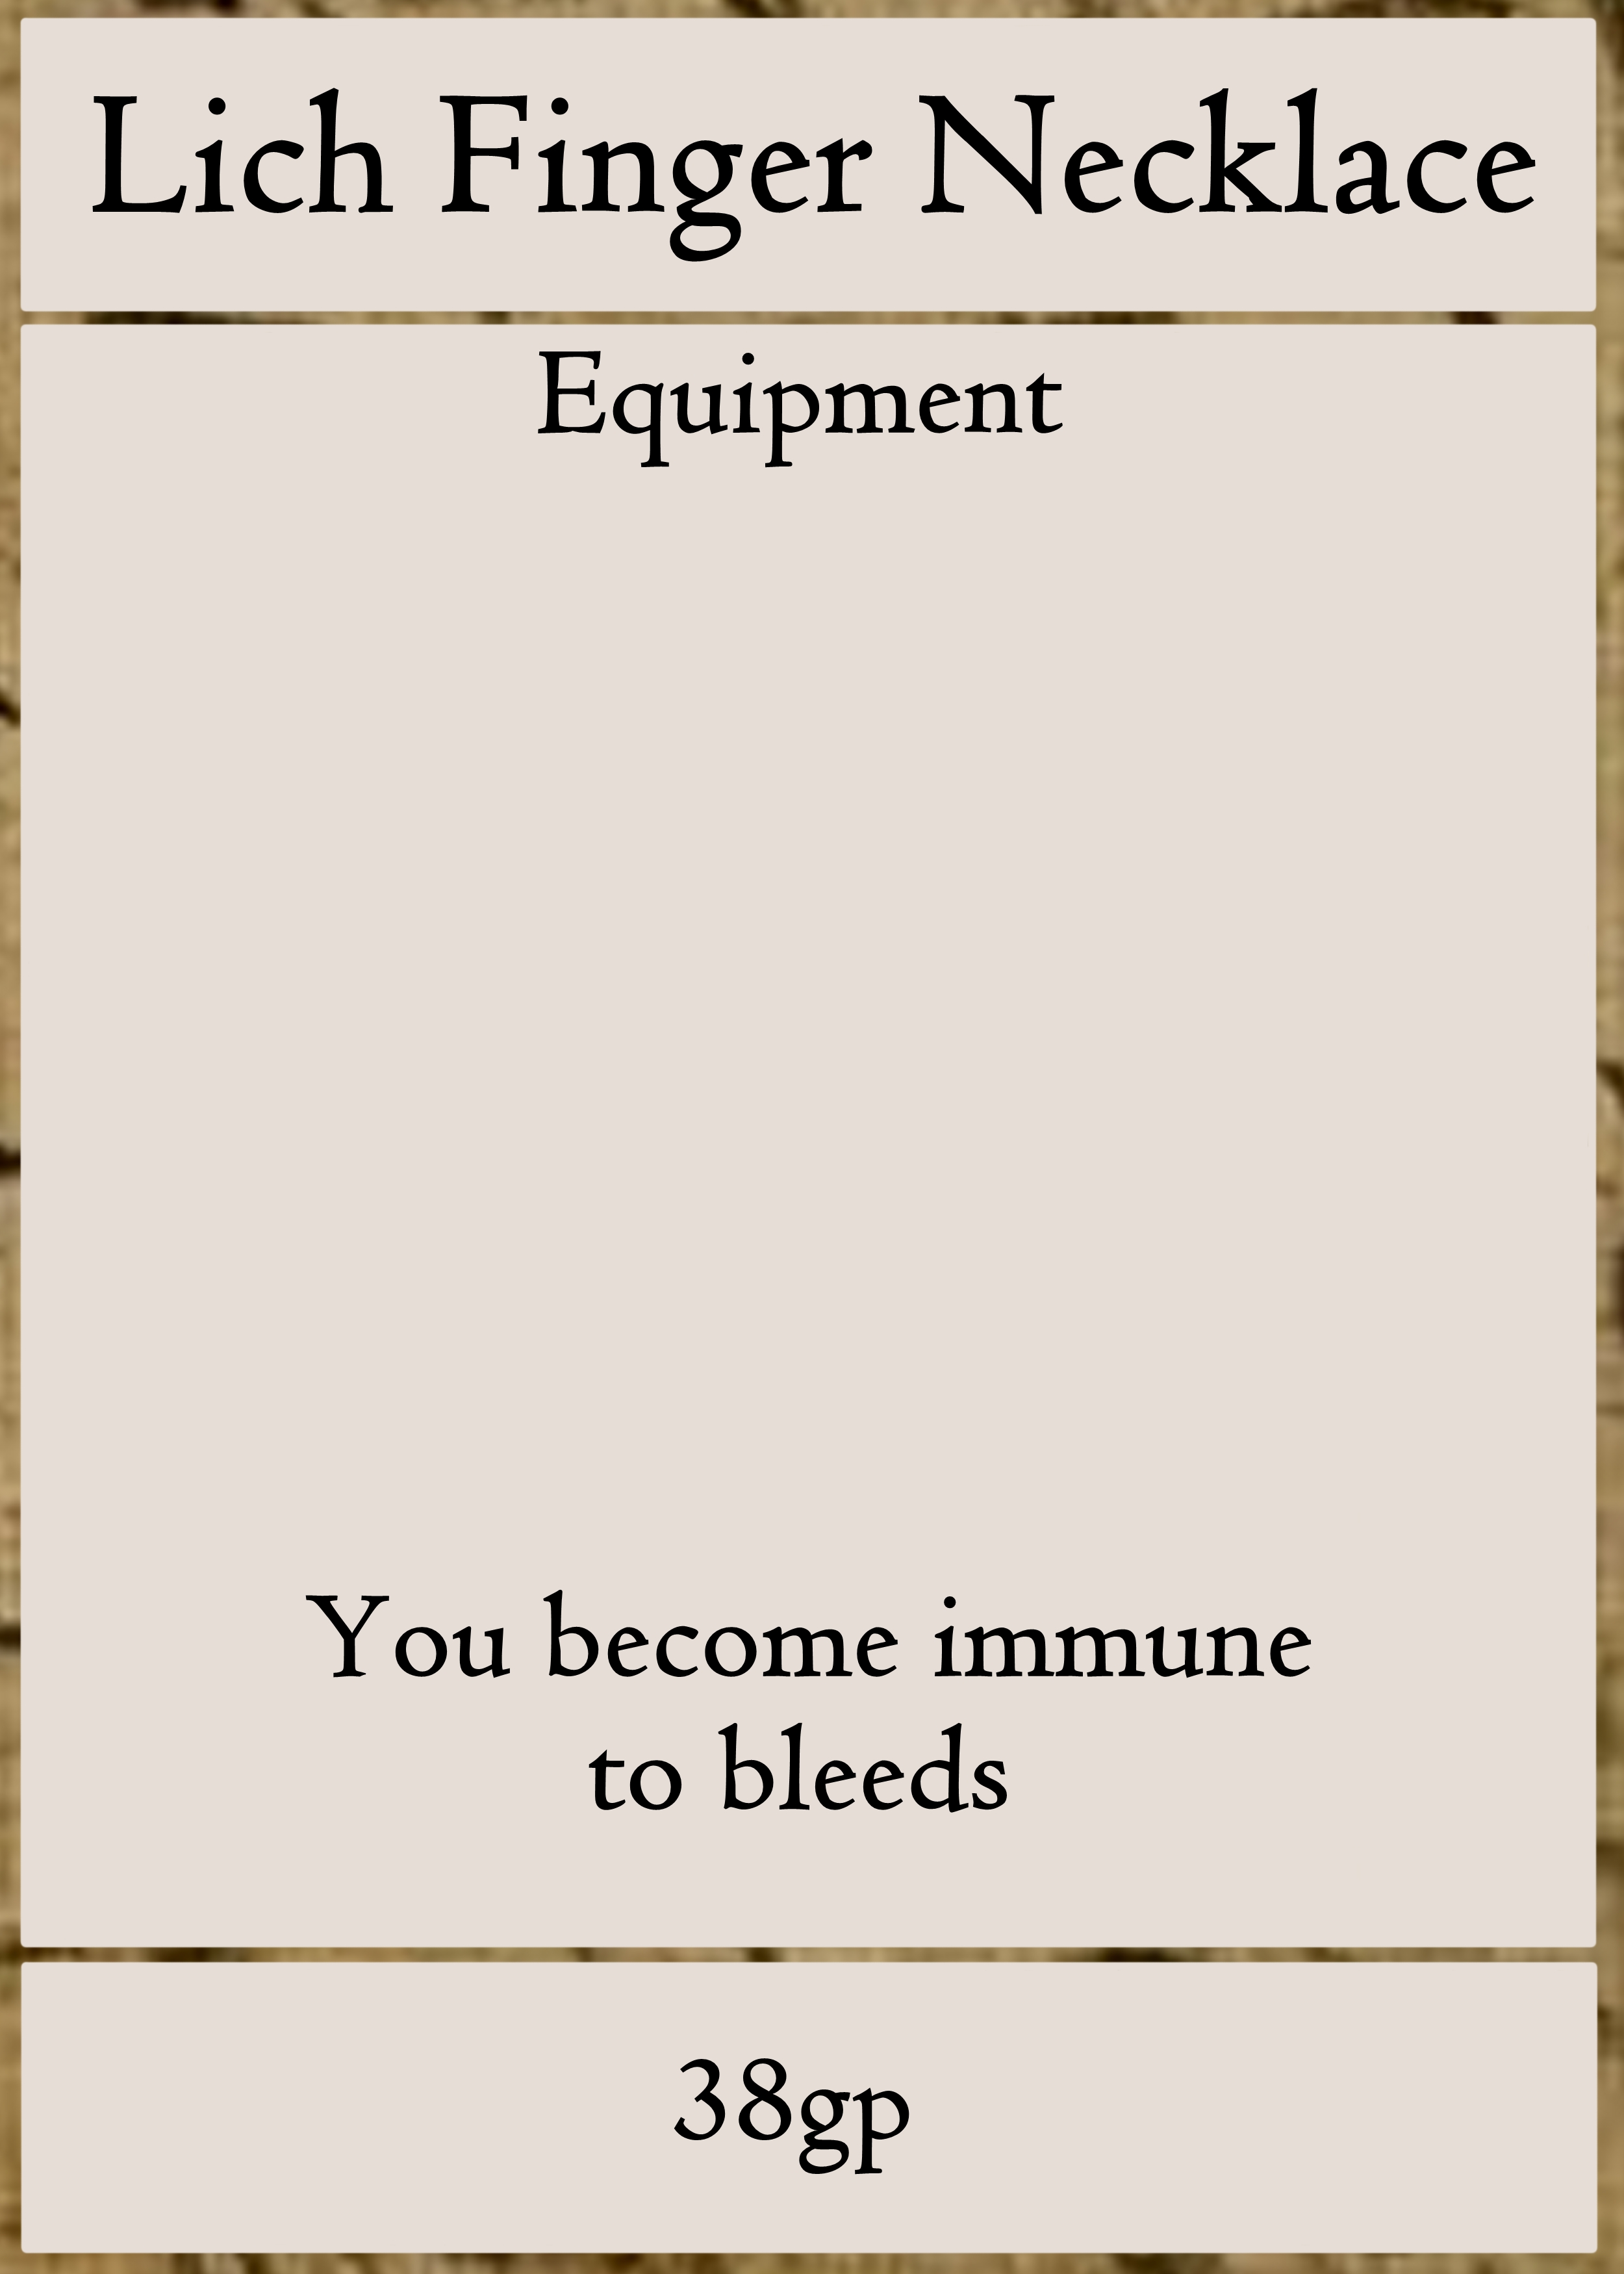 Lich Finger Necklace
Equipment
You become immune
to bleeds
38gp